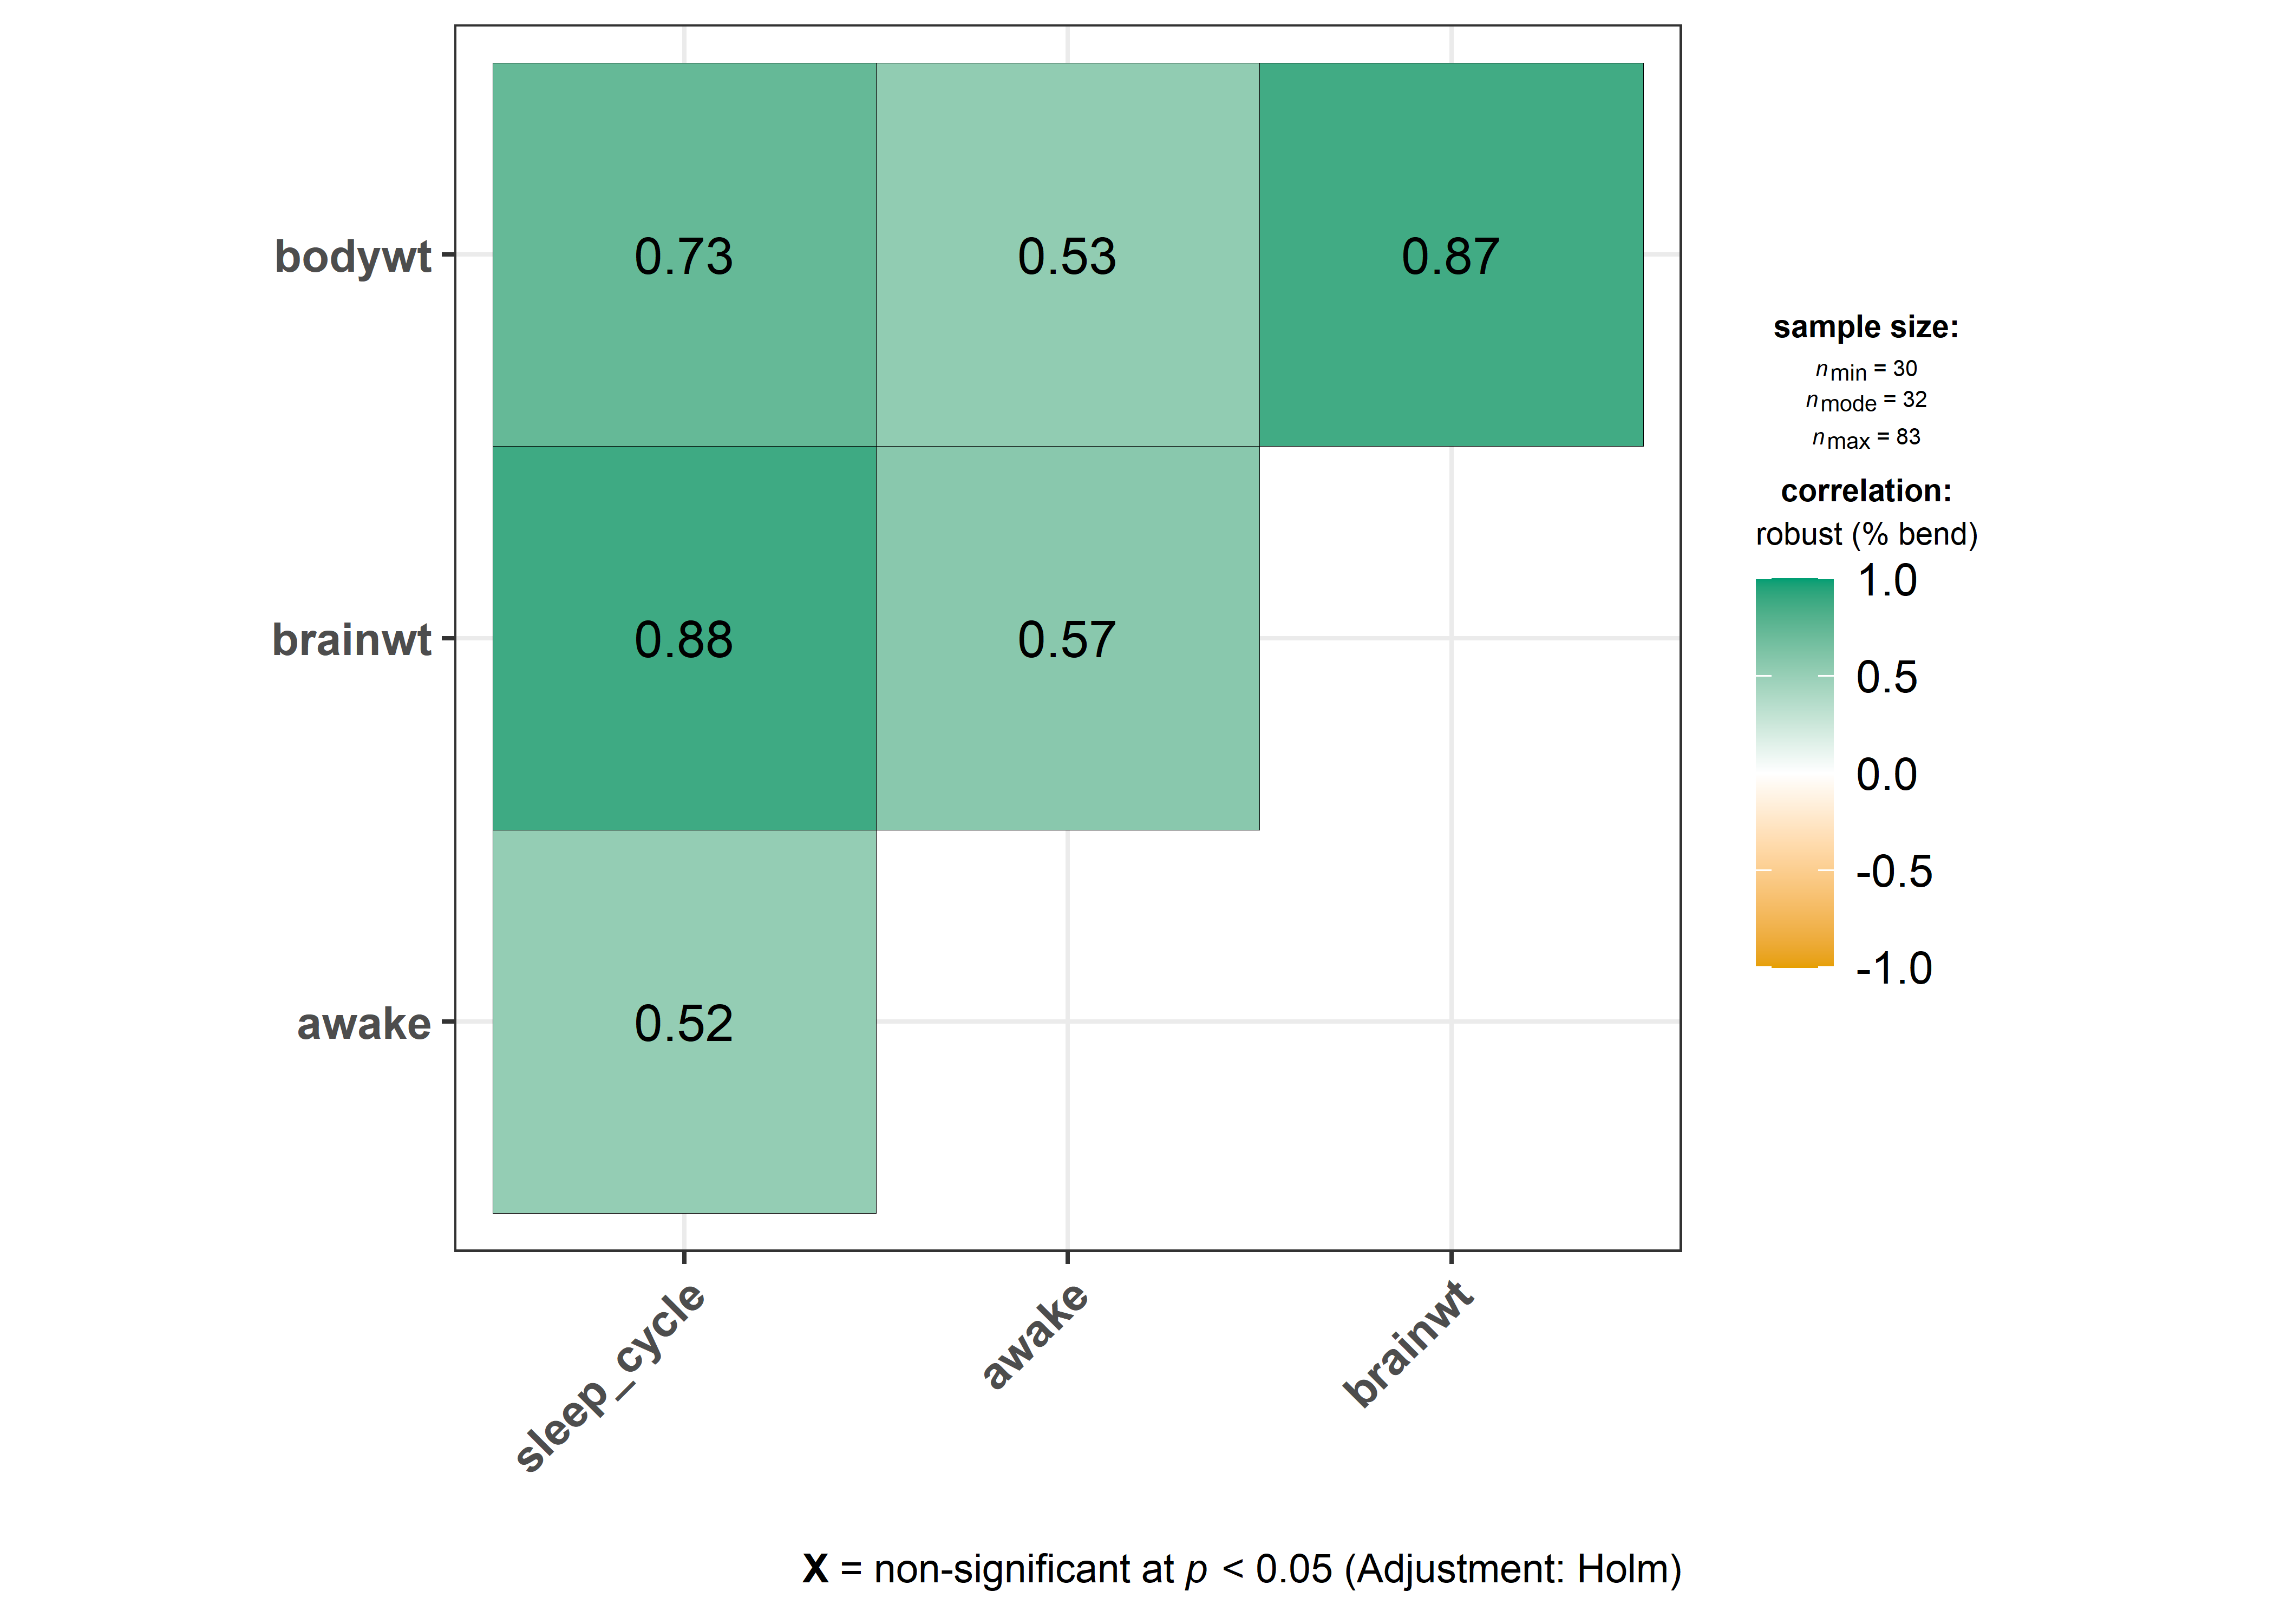 bodywt
0.73
0.53
0.87
brainwt
0.88
0.57
awake
0.52
sleep_cycle
awake
brainwt
sample size:
nmin = 30
nmode = 32
nmax = 83
correlation:
robust (% bend)
1.0
0.5
0.0
-0.5
-1.0
X = non-significant at p < 0.05 (Adjustment: Holm)